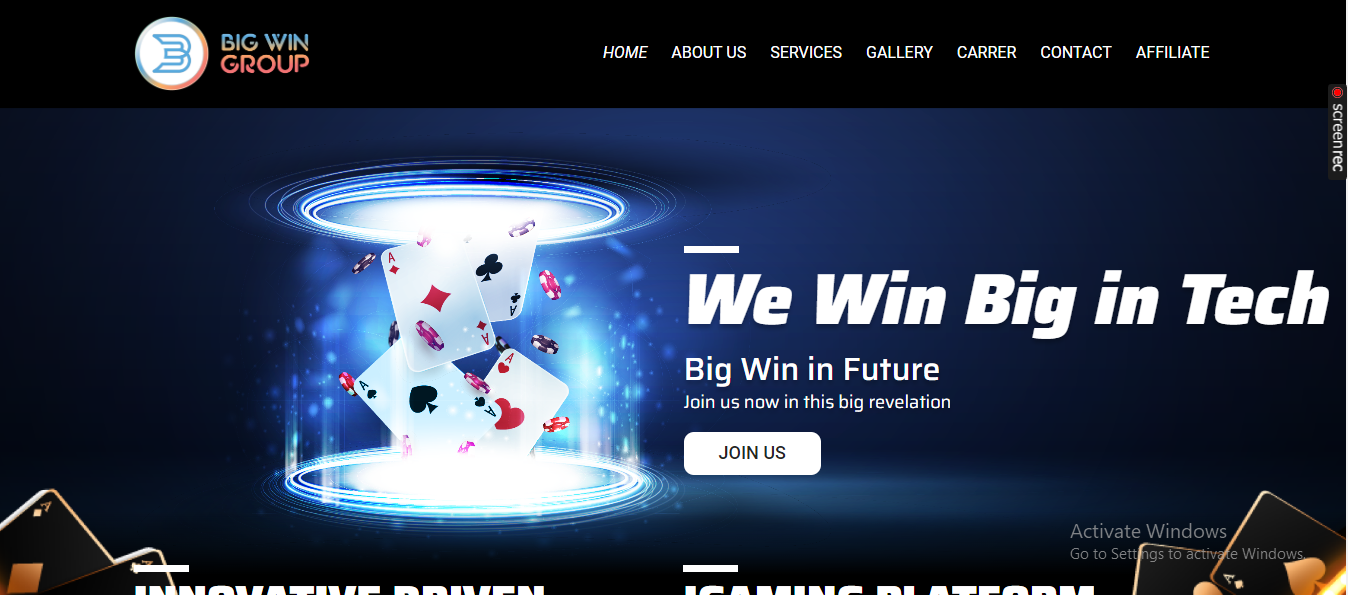 BIG WIN
GROUP
HOME ABOUT US SERVICES GALLERY CARRER CONTACT AFFILIATE
screenrec
We Win Big in Tech
Big Win in Future
Join us now in this big revelation
JOIN US
A
A
A
A
A
A
A
A
Activate Windows
Go to Settings to activate Windows.
INNOVATIVE DRIVEN
IGAMING PLATFORM